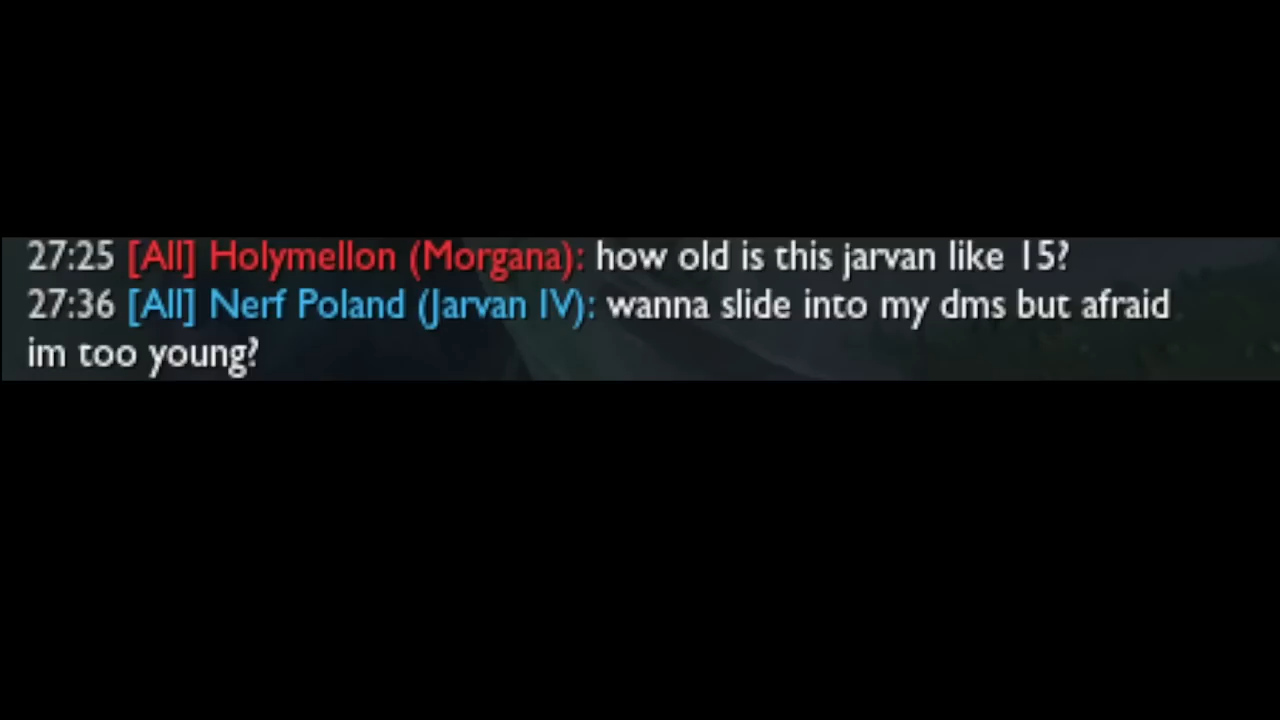 27:25 [All] Holymellon (Morgana): how old is this jarvan like 15?
27:36 [All] Nerf Poland (Jarvan IV): wanna slide into my dms but afraid
im too young?